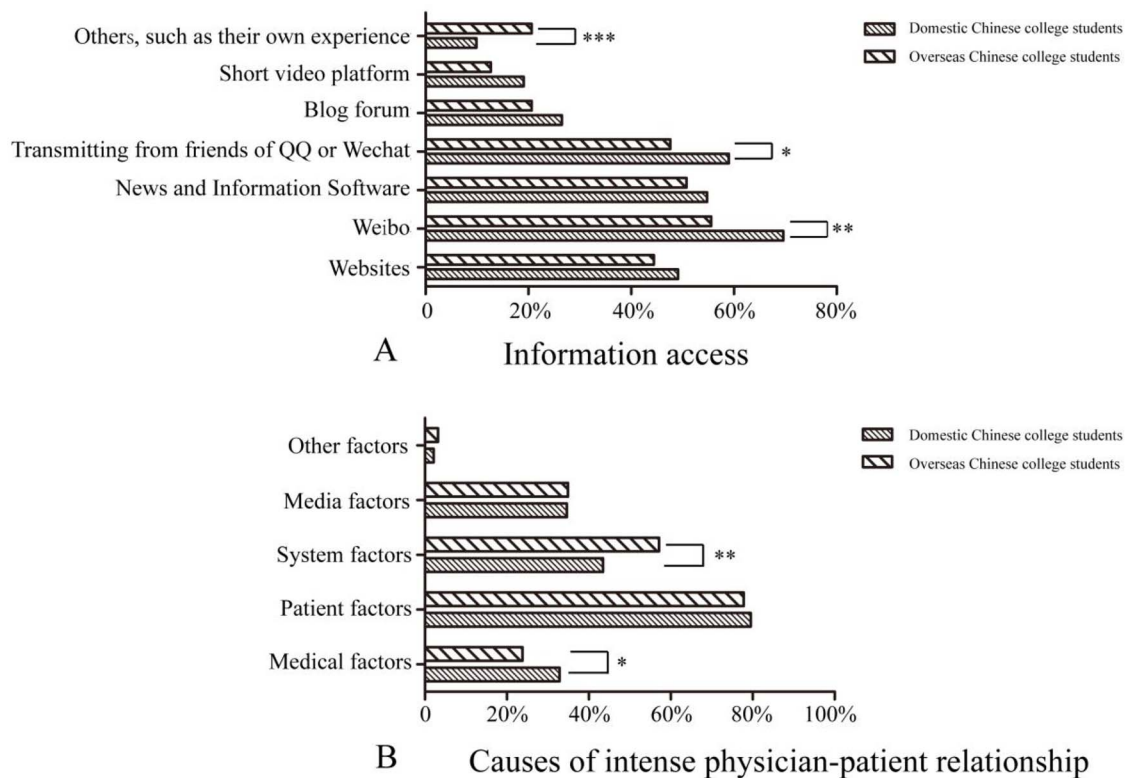 Others, such as their own experience
***
Domestic Chinese college students
Overseas Chinese college students
Short video platform
Blog forum
Transmitting from friends of QQ or Wechat
*
News and Information Software
Weibo
**
Websites
0 20% 40% 60% 80%
A Information access
Domestic Chinese college students
Overseas Chinese college students
Other factors
Media factors
System factors
**
Patient factors
Medical factors
*
0 20% 40% 60% 80% 100%
B Causes of intense physician-patient relationship